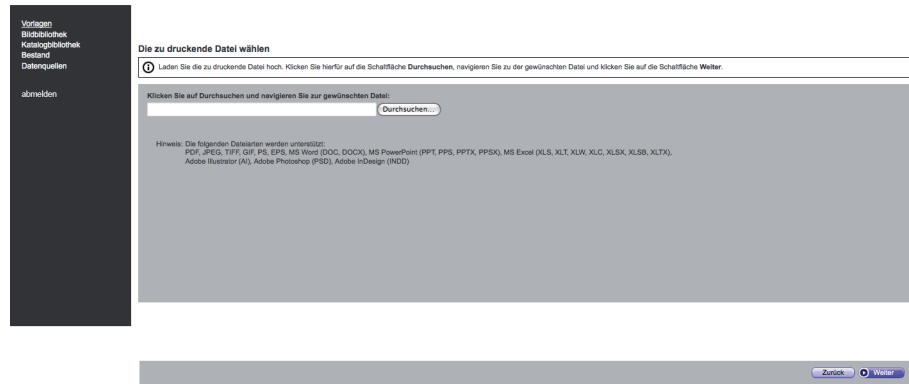 Vorlagen
Bildbibliothek
Katalogbibliothek
Bestand
Datenquellen
abmelden
Die zu druckende Datei wählen
Laden Sie die zu druckende Datei hoch. Klicken Sie hierfür auf die Schaltfläche Durchsuchen, navigieren Sie zu der gewünschten Datei und klicken Sie auf die Schaltfläche Weiter.
Klicken Sie auf Durchsuchen und navigieren Sie zur gewünschten Datei:
Durchsuchen...
Hinweis: Die folgenden Dateiarten werden unterstützt:
PDF, JPEG, TIFF, GIF, PS, EPS, MS Word (DOC, DOCX), MS PowerPoint (PPT, PPS, PPTX, PPSX), MS Excel (XLS, XLT, XLW, XLC, XLSX, XLSB, XLTX),
Adobe Illustrator (AI), Adobe Photoshop (PSD), Adobe InDesign (INDD)
Zurück
Weiter